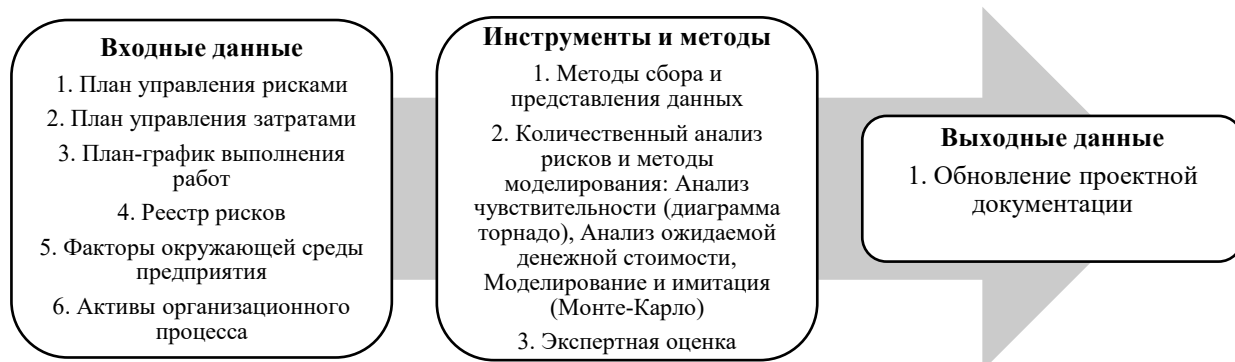 Входные данные
1. План управления рисками
2. План управления затратами
3. План-график выполнения
работ
4. Реестр рисков
5. Факторы окружающей среды
предприятия
6. Активы организационного
процесса
Инструменты и методы
1. Методы сбора и
представления данных
2. Количественный анализ
рисков и методы
моделирования: Анализ
чувствительности (диаграмма
торнадо), Анализ ожидаемой
денежной стоимости,
Моделирование и имитация
(Монте-Карло)
3. Экспертная оценка
Выходные данные
1. Обновление проектной
документации